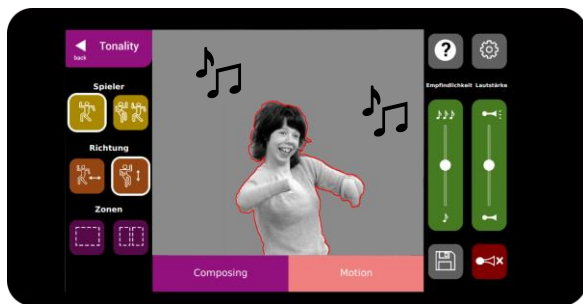 Tonality
back
Spieler
Richtung
Zonen
Composing
Motion
?
Empfindlichkeit
Lautstärke